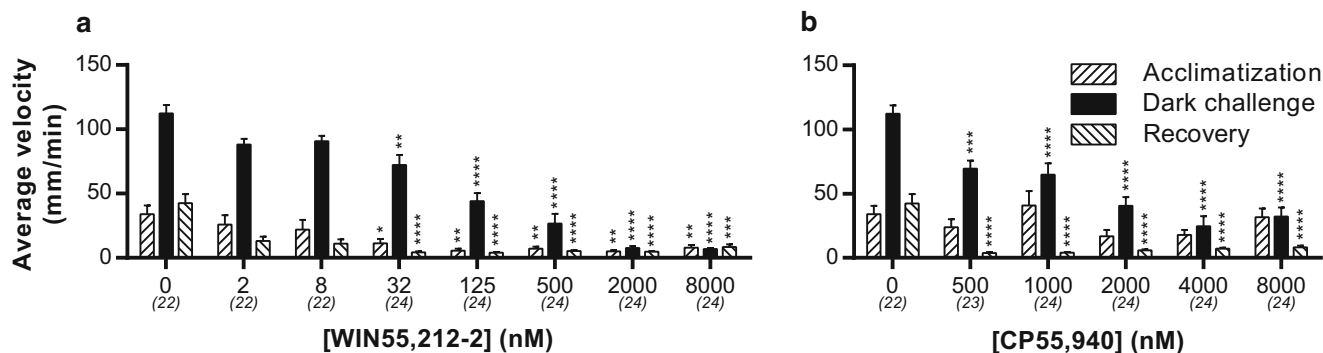 a
Average velocity
(mm/min)
150
100
50
0
**
****
****
*
****
**
****
**
****
**
****
****
**
****
***
0 2 8 32 125 500 2000 8000
(22) (22) (22) (24) (24) (24) (24) (24)
[WIN55,212-2] (nM)
b
150
100
50
0
Acclimatization
Dark challenge
Recovery
***
****
****
****
****
****
****
****
****
****
0 500 1000 2000 4000 8000
(22) (23) (24) (24) (24) (24)
[CP55,940] (nM)